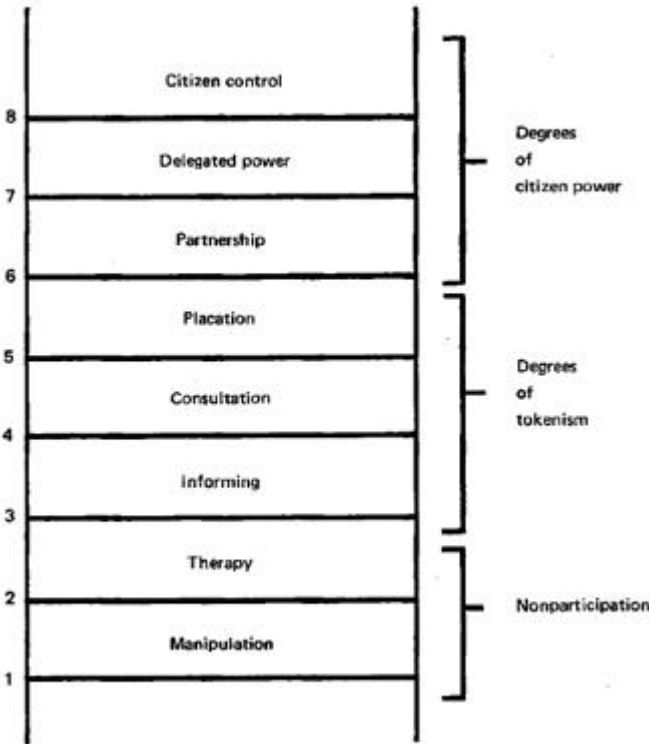 Citizen control
8
Delegated power
7
Partnership
6
Placation
5
Consultation
4
Informing
3
Therapy
2
Manipulation
1
Degrees
of
citizen power
Degrees
of
tokenism
Nonparticipation